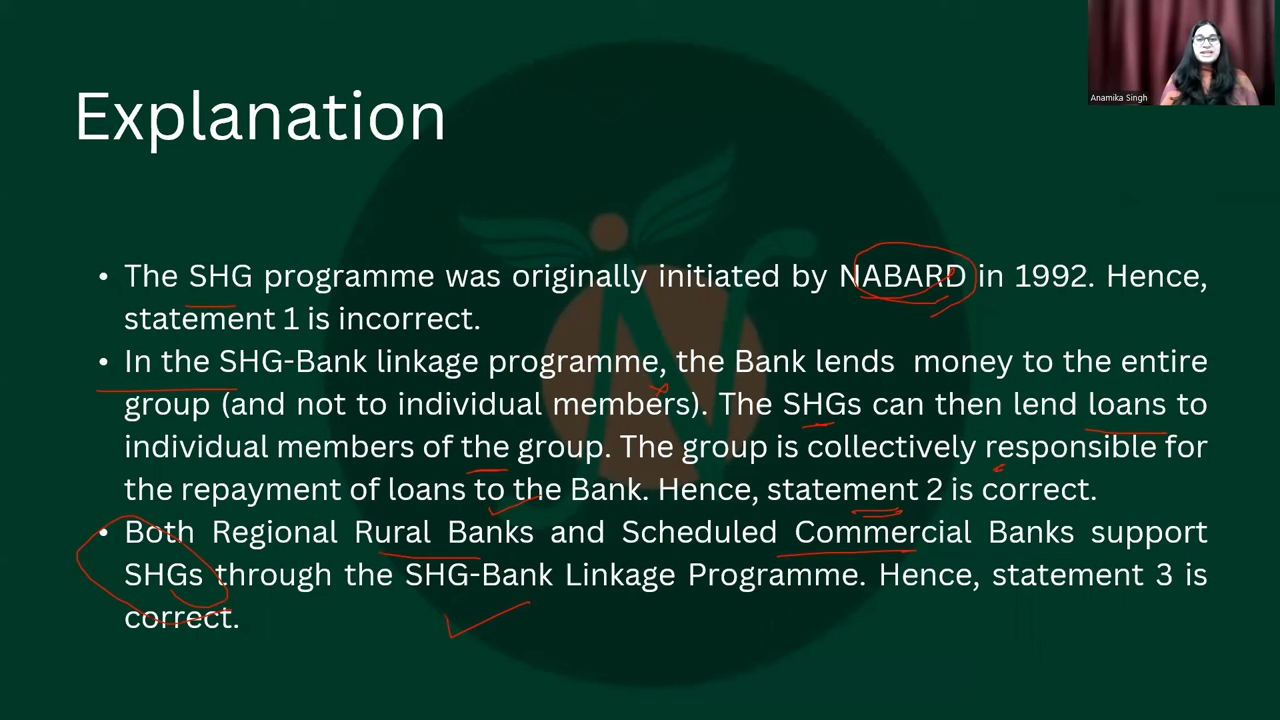 Anamika Singh
Explanation
• The SHG programme was originally initiated by NABARD in 1992. Hence,
statement 1 is incorrect.
• In the SHG-Bank linkage programme, the Bank lends money to the entire
group (and not to individual members). The SHGs can then lend loans to
individual members of the group. The group is collectively responsible for
the repayment of loans to the Bank. Hence, statement 2 is correct.
• Both Regional Rural Banks and Scheduled Commercial Banks support
SHGs through the SHG-Bank Linkage Programme. Hence, statement 3 is
correct.